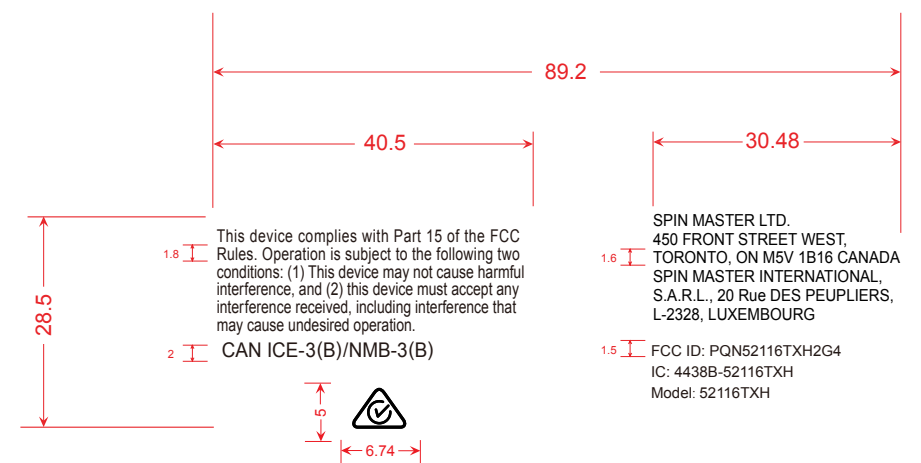 89.2
40.5
30.48
28.5
1.8
This device complies with Part 15 of the FCC
Rules. Operation is subject to the following two
conditions: (1) This device may not cause harmful
interference, and (2) this device must accept any
interference received, including interference that
may cause undesired operation.
2
CAN ICE-3(B)/NMB-3(B)
5
6.74
SPIN MASTER LTD.
450 FRONT STREET WEST,
1.6
TORONTO, ON M5V 1B16 CANADA
SPIN MASTER INTERNATIONAL,
S.A.R.L., 20 Rue DES PEUPLIERS,
L-2328, LUXEMBOURG
1.5
FCC ID: PQN52116TXH2G4
IC: 4438B-52116TXH
Model: 52116TXH